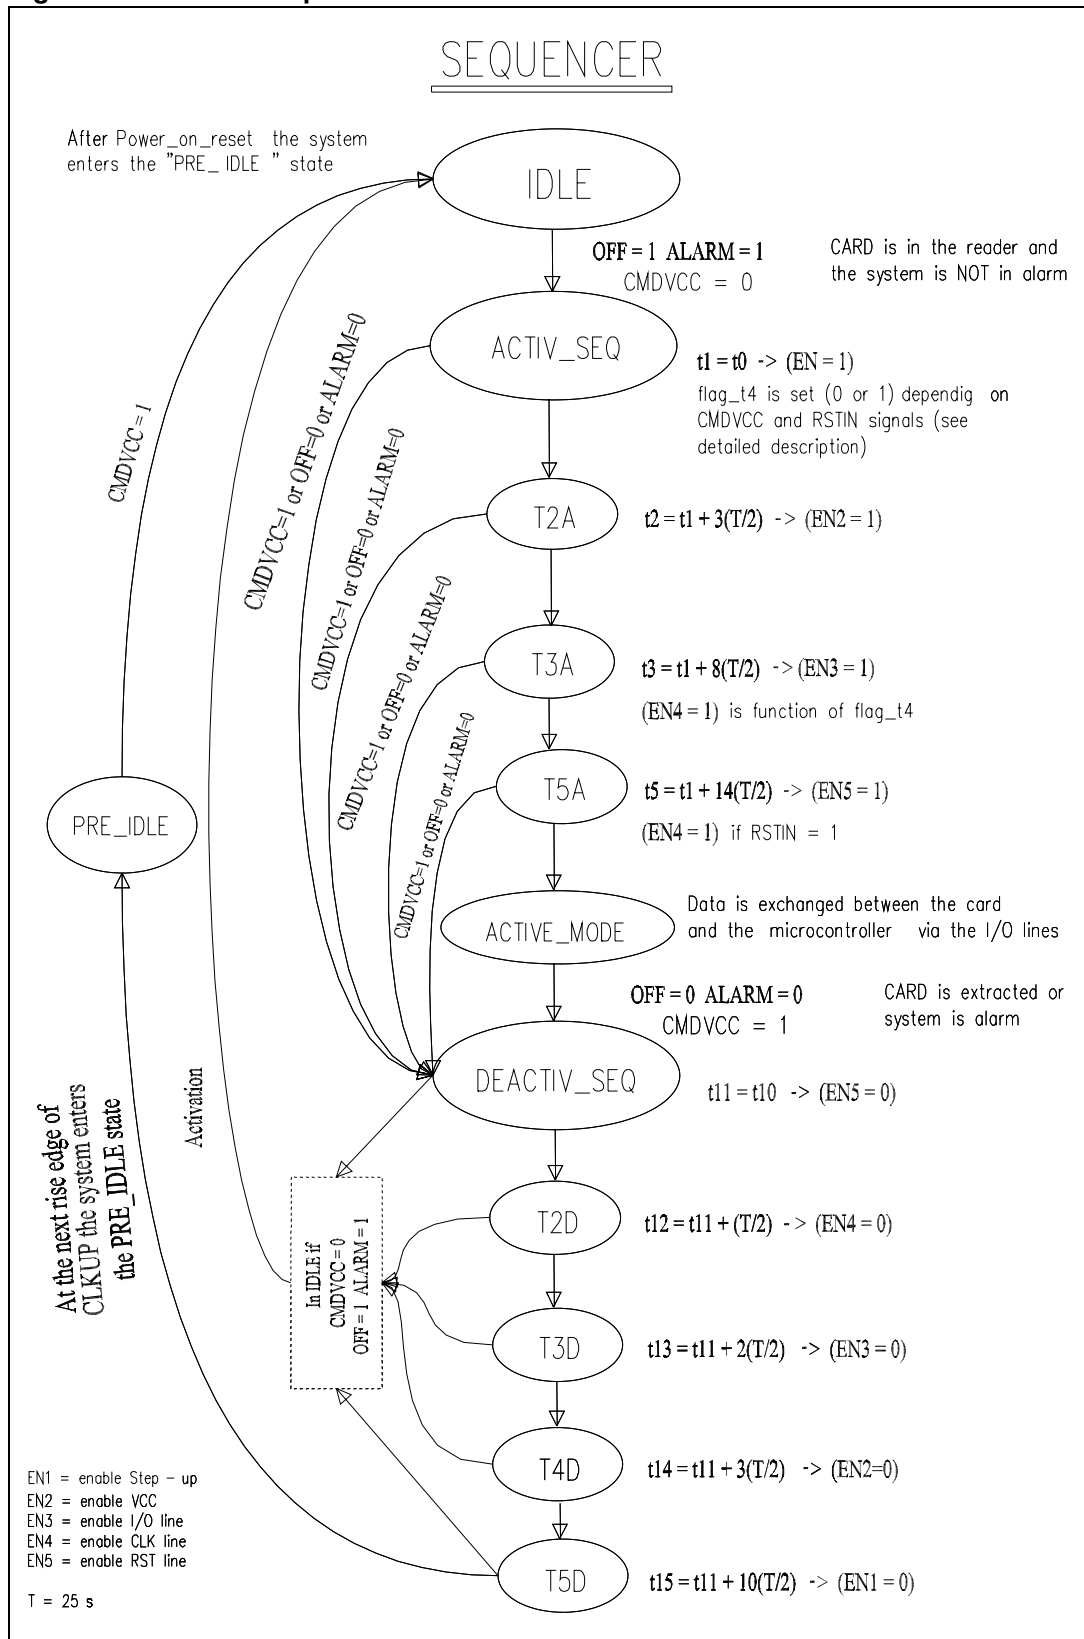 SEQUENCER
After Power_on_reset the system
enters the "PRE_IDLE " state
IDLE
OFF = 1 ALARM = 1
CMDVCC = 0
CARD is in the reader and
the system is NOT in alarm
ACTIV_SEQ
t1 = t0 -> (EN = 1)
flag_t4 is set (0 or 1) dependig on
CMDVCC and RSTIN signals (see
detailed description)
CMDVCC = 1
CMDVCC=1 or OFF=0 or ALARM=0
CMDVCC=1 or OFF=0 or ALARM=0
CMDVCC=1 or OFF=0 or ALARM=0
CMDVCC=1 or OFF=0 or ALARM=0
T2A
t2 = t1 + 3(T/2) -> (EN2 = 1)
T3A
t3 = t1 + 8(T/2) -> (EN3 = 1)
(EN4 = 1) is function of flag_t4
T5A
t5 = t1 + 14(T/2) -> (EN5 = 1)
(EN4 = 1) if RSTIN = 1
PRE_IDLE
ACTIVE_MODE
Data is exchanged between the card
and the microcontroller via the I/O lines
OFF = 0 ALARM = 0
CMDVCC = 1
CARD is extracted or
system is alarm
DEACTIV_SEQ
t11 = t10 -> (EN5 = 0)
At the next rise edge of
CLKUP the system enters
the PRE_IDLE state
Activation
In IDLE if
CMDVCC = 0
OFF = 1 ALARM = 1
T2D
t12 = t11 + (T/2) -> (EN4 = 0)
T3D
t13 = t11 + 2(T/2) -> (EN3 = 0)
T4D
t14 = t11 + 3(T/2) -> (EN2=0)
T5D
t15 = t11 + 10(T/2) -> (EN1 = 0)
EN1 = enable Step - up
EN2 = enable VCC
EN3 = enable I/O line
EN4 = enable CLK line
EN5 = enable RST line
T = 25 s